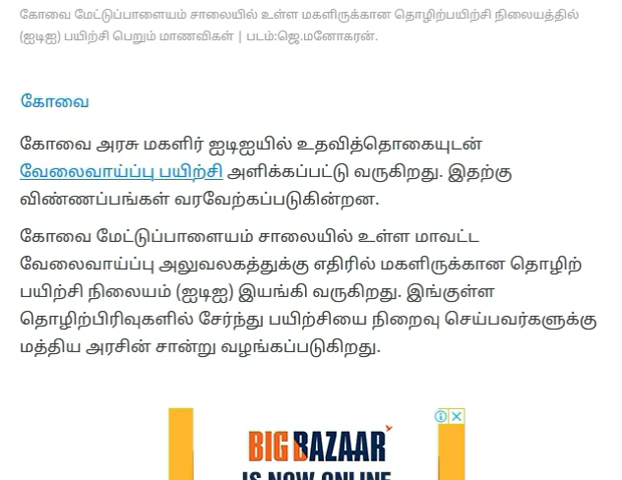 கோவை மேட்டுப்பாளையம் சாலையில் உள்ள மகளிருக்கான தொழிற்பயிற்சி நிலையத்தில்
(ஐடிஐ) பயிற்சி பெறும் மாணவிகள் | படம்:ஜெ.மனோகரன்.
கோவை
கோவை அரசு மகளிர் ஐடிஐயில் உதவித்தொகையுடன்
வேலைவாய்ப்பு பயிற்சி அளிக்கப்பட்டு வருகிறது. இதற்கு
விண்ணப்பங்கள் வரவேற்கப்படுகின்றன.
கோவை மேட்டுப்பாளையம் சாலையில் உள்ள மாவட்ட
வேலைவாய்ப்பு அலுவலகத்துக்கு எதிரில் மகளிருக்கான தொழிற்
பயிற்சி நிலையம் (ஐடிஐ) இயங்கி வருகிறது. இங்குள்ள
தொழிற்பிரிவுகளில் சேர்ந்து பயிற்சியை நிறைவு செய்பவர்களுக்கு
மத்திய அரசின் சான்று வழங்கப்படுகிறது.
BIG BAZAAR
IS NOW ONLINE